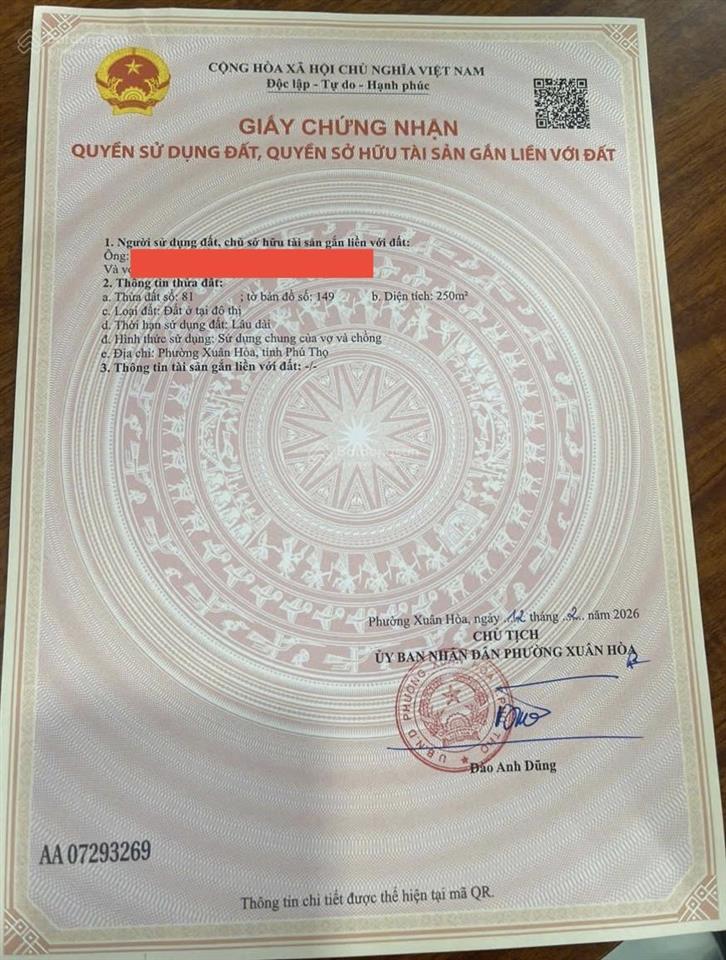 CỘNG HÒA XÃ HỘI CHỦ NGHĨA VIỆT NAM
Độc lập - Tự do - Hạnh phúc
GIẤY CHỨNG NHẬN
QUYỀN SỬ DỤNG ĐẤT, QUYỀN SỞ HỮU TÀI SẢN GẮN LIỀN VỚI ĐẤT
1. Người sử dụng đất, chủ sở hữu tài sản gắn liền với đất:
Ông:
Và vợ
2. Thông tin thửa đất:
a. Thửa đất số: 81 ; tờ bản đồ số: 149 b. Diện tích: 250m²
c. Loại đất: Đất ở tại đô thị
d. Thời hạn sử dụng đất: Lâu dài
đ. Hình thức sử dụng: Sử dụng chung của vợ và chồng
e. Địa chỉ: Phường Xuân Hòa, tỉnh Phú Thọ
3. Thông tin tài sản gắn liền với đất: -/-
Phường Xuân Hòa, ngày 12 tháng 2 năm 2026
CHỦ TỊCH
ỦY BAN NHÂN DÂN PHƯỜNG XUÂN HÒA
Đào Anh Dũng
AA 07293269
Thông tin chi tiết được thể hiện tại mã QR.